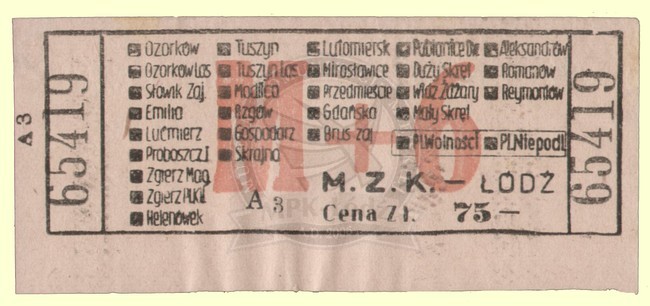 65419
A 3
Ozorków
Ozorków Las
Słowik Zaj.
Emilia
Lućmierz
Proboszcz. I.
Zgierz Mag.
Zgierz Pl.Kil.
Helenówek
Tuszyn
Tuszyn Las
Modlica
Rzgów
Gospodarz
Skrajna
Lutomiersk
Mirosławice
Przedmieście
Gdańska
Brus zaj.
Pabianice Dw.
Duży Skręt
Mały Skręt
Pl.Wolności
Aleksandrów
Romanów
Reymontów
Pl.Niepodl.
M+6
A 3
M. Z. K. – ŁÓDŹ
Cena Zł. 75.–
65419